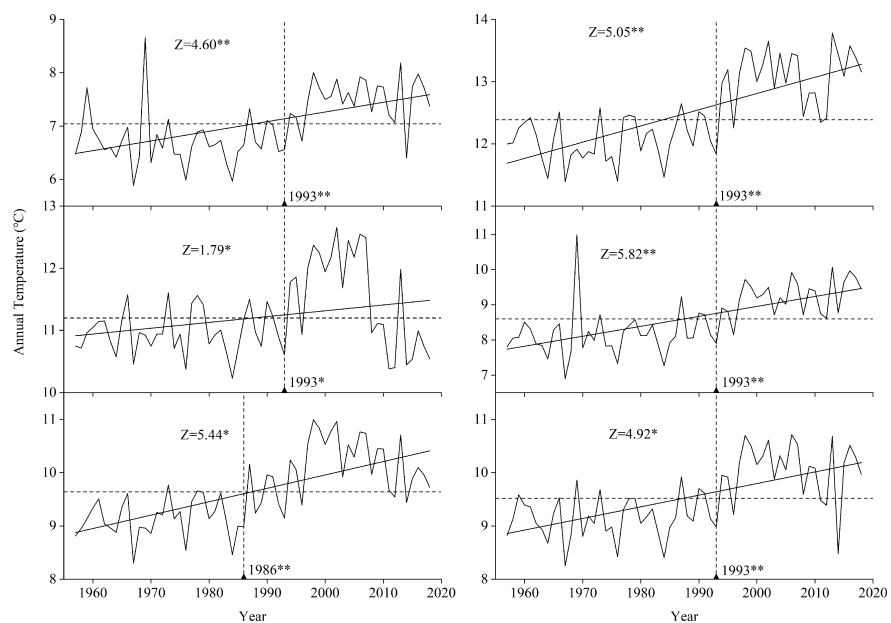 9
8
7
6
Z=4.60**
1993**
14
13
12
11
Z=5.05**
1993**
Annual Temperature (°C)
13
12
11
10
Z=1.79*
1993*
11
10
9
8
7
Z=5.82**
1993**
11
10
9
8
Z=5.44*
1986**
1960 1970 1980 1990 2000 2010 2020
Year
11
10
9
8
Z=4.92*
1993**
1960 1970 1980 1990 2000 2010 2020
Year